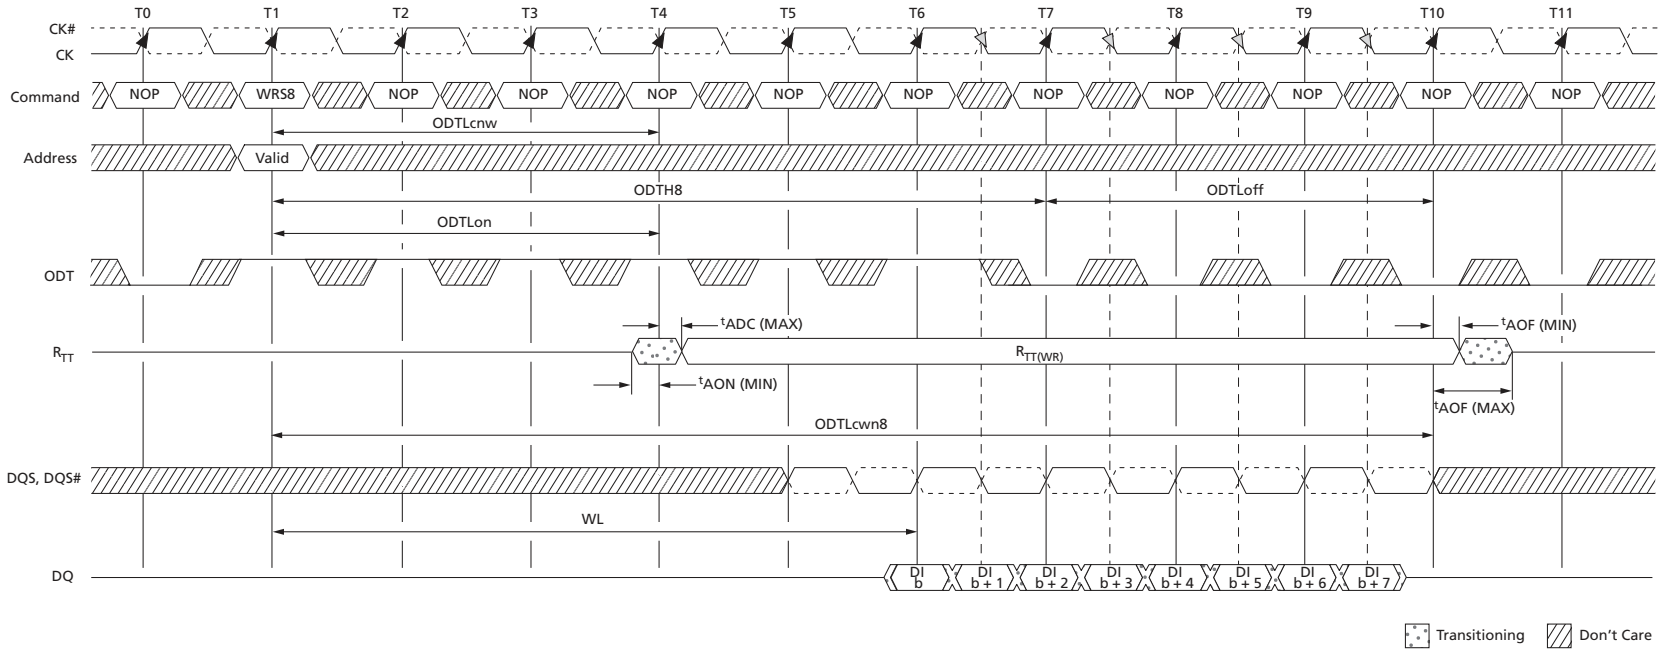 T0 T1 T2 T3 T4 T5 T6 T7 T8 T9 T10 T11
CK#
CK
Command NOP WRS8 NOP NOP NOP NOP NOP NOP NOP NOP NOP NOP
ODTLcnw
Address Valid
ODTH8 ODTLoff
ODTLon
ODT
tADC (MAX) tAOF (MIN)
RTT RTT(WR)
tAON (MIN)
tAOF (MAX)
ODTLcwn8
DQS, DQS#
WL
DQ
DI b
DI b + 1
DI b + 2
DI b + 3
DI b + 4
DI b + 5
DI b + 6
DI b + 7
Transitioning Don't Care